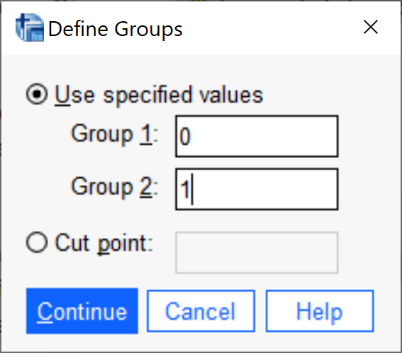 Define Groups
Use specified values
Group 1: 0
Group 2: 1
Cut point:
Continue Cancel Help